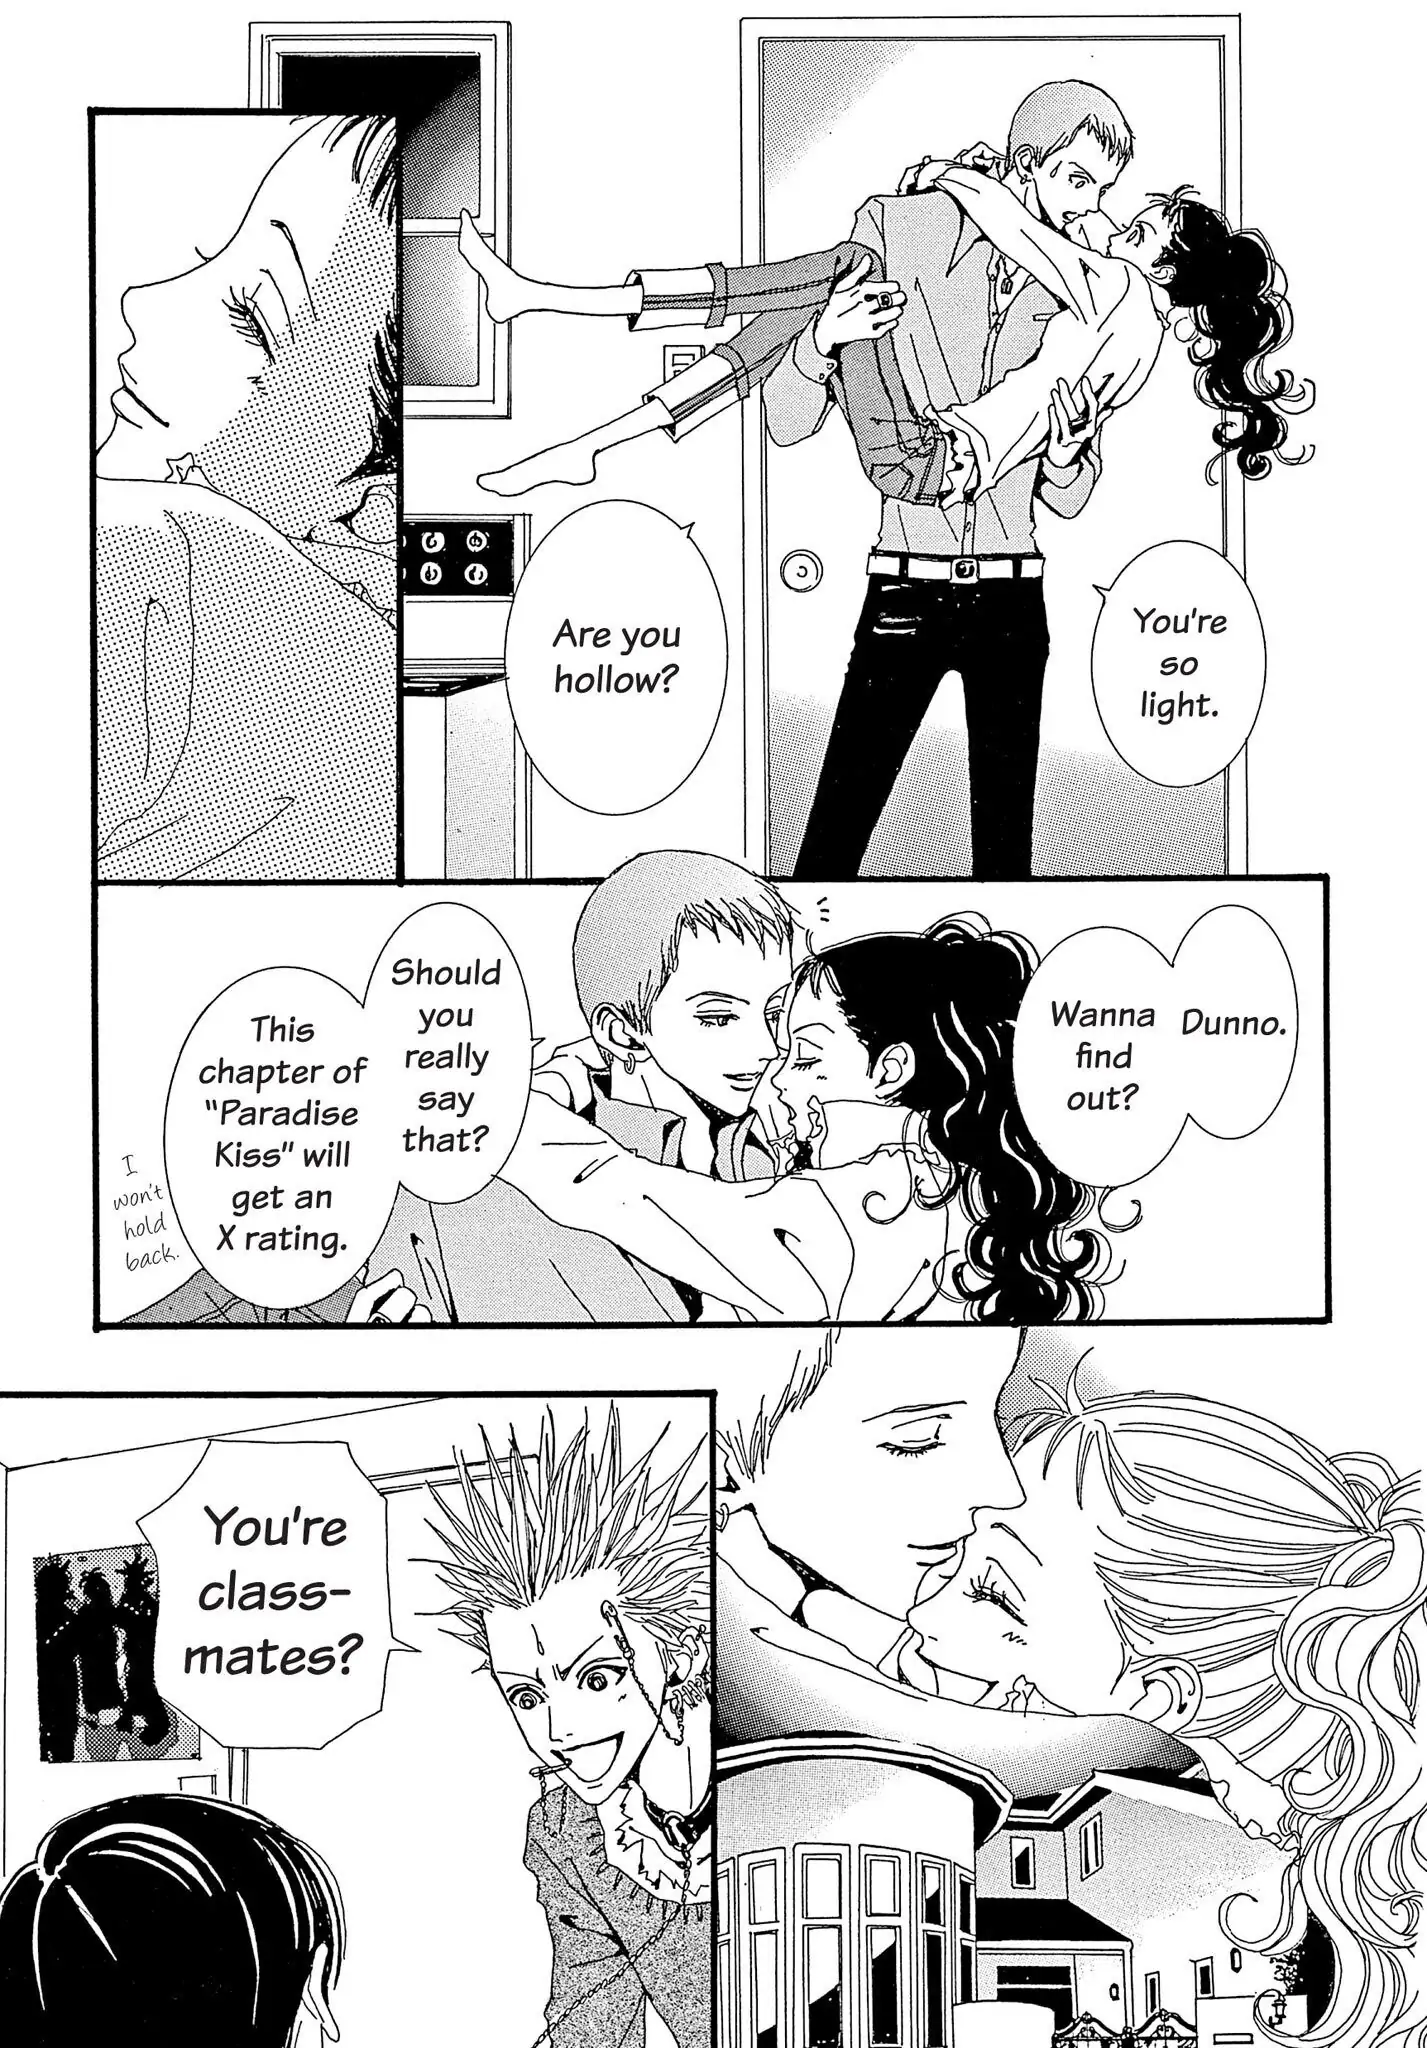 You're
so
light.
Are you
hollow?
Dunno.
Wanna
find
out?
Should
you
really
say
that?
This
chapter of
"Paradise
Kiss" will
get an
X rating.
I
won't
hold
back.
You're
class-
mates?